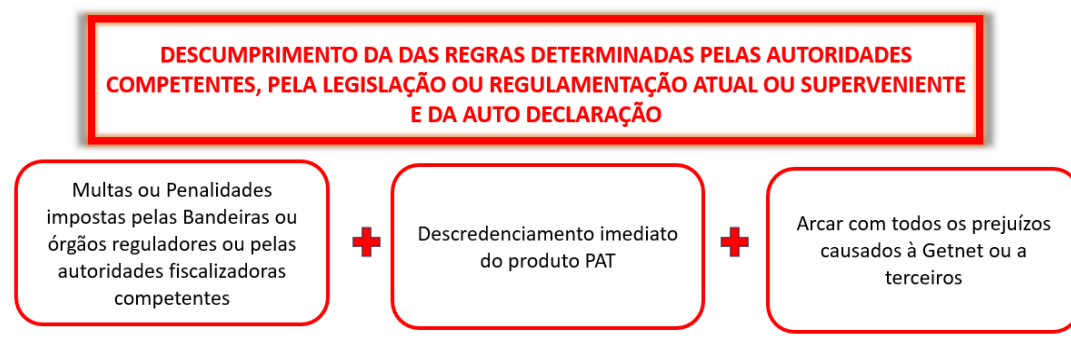 DESCUMPRIMENTO DA DAS REGRAS DETERMINADAS PELAS AUTORIDADES
COMPETENTES, PELA LEGISLAÇÃO OU REGULAMENTAÇÃO ATUAL OU SUPERVENIENTE
E DA AUTO DECLARAÇÃO
Multas ou Penalidades
impostas pelas Bandeiras ou
órgãos reguladores ou pelas
autoridades fiscalizadoras
competentes
Descredenciamento imediato
do produto PAT
Arcar com todos os prejuízos
causados à Getnet ou a
terceiros